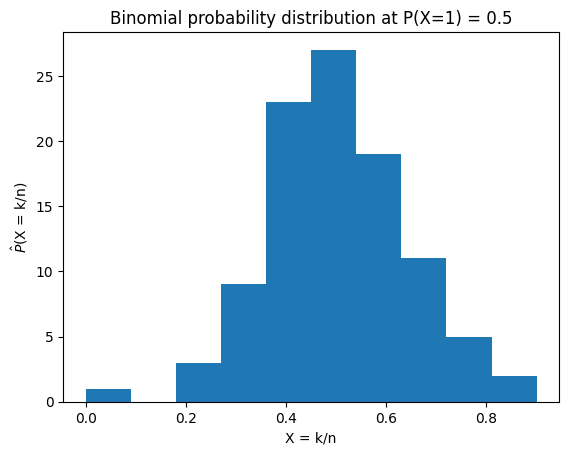 Binomial probability distribution at P(X=1) = 0.5
P̂(X = k/n)
25
20
15
10
5
0
0.0 0.2 0.4 0.6 0.8
X = k/n